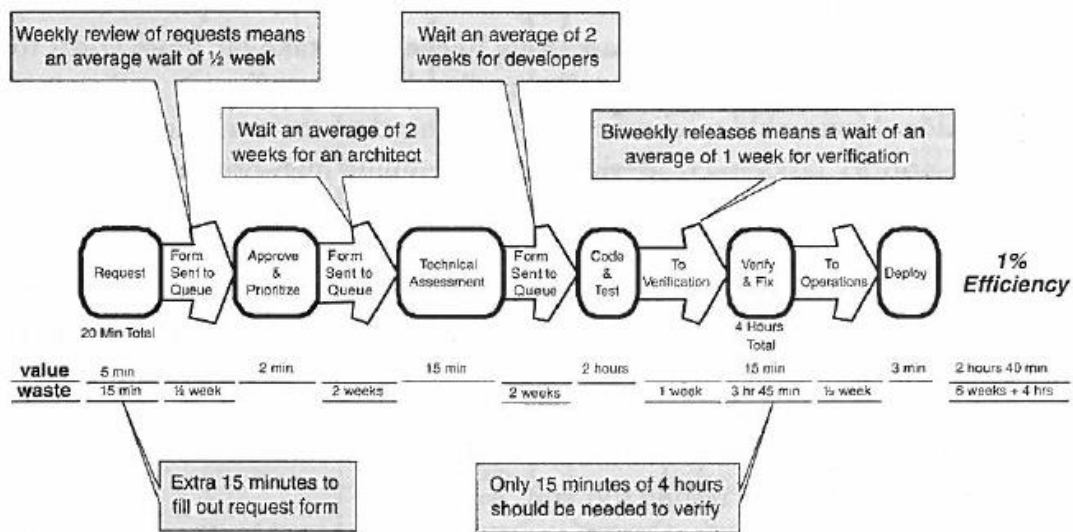 Weekly review of requests means
an average wait of ½ week
Wait an average of 2
weeks for developers
Wait an average of 2
weeks for an architect
Biweekly releases means a wait of an
average of 1 week for verification
Request
Form
Sent to
Queue
Approve
&
Prioritize
Form
Sent to
Queue
Technical
Assessment
Form
Sent to
Queue
Code
&
Test
To
Verification
Verify
& Fix
To
Operations
Deploy
1%
Efficiency
20 Min Total
4 Hours
Total
value 5 min 2 min 15 min 2 hours 15 min 3 min 2 hours 40 min
waste 15 min ½ week 2 weeks 2 weeks 1 week 3 hr 45 min ½ week 6 weeks + 4 hrs
Extra 15 minutes to
fill out request form
Only 15 minutes of 4 hours
should be needed to verify